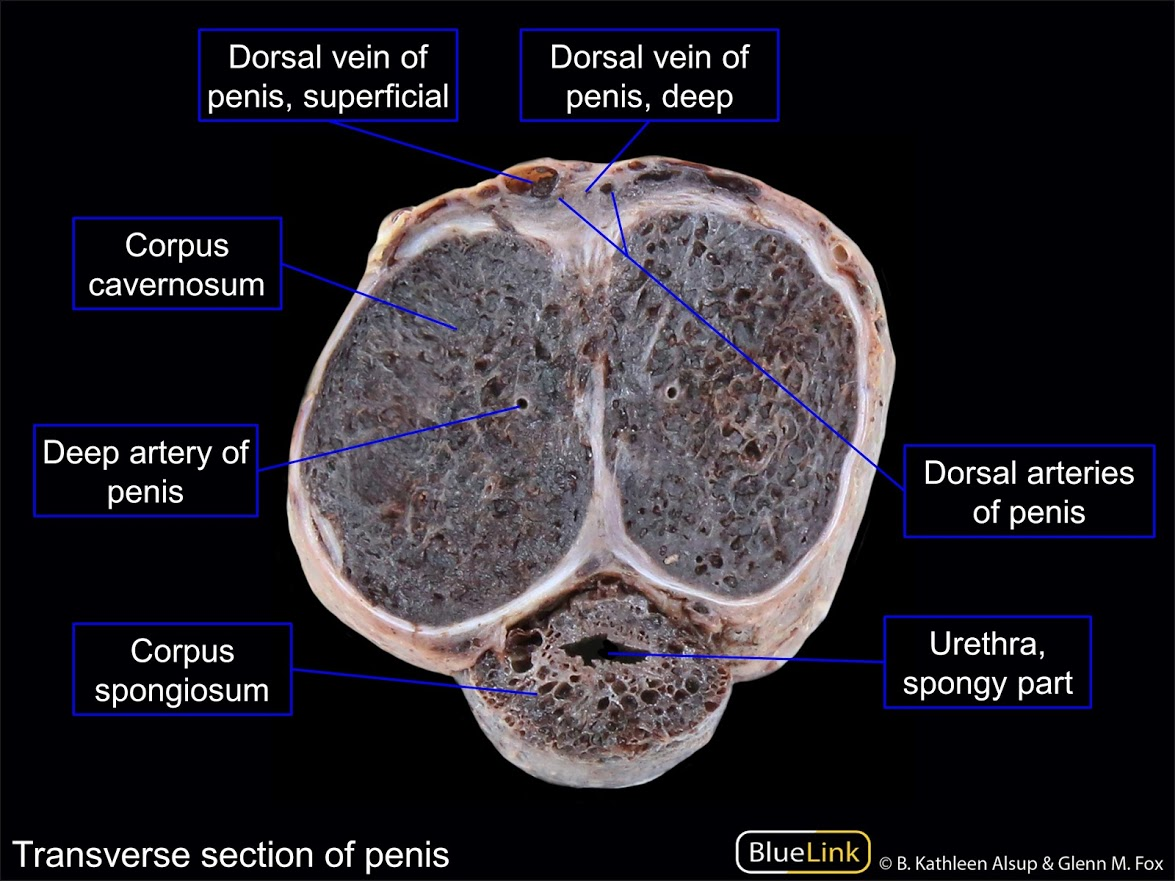 Dorsal vein of
penis, superficial
Dorsal vein of
penis, deep
Corpus
cavernosum
Deep artery of
penis
Dorsal arteries
of penis
Corpus
spongiosum
Urethra,
spongy part
Transverse section of penis
BlueLink
© B. Kathleen Alsup & Glenn M. Fox